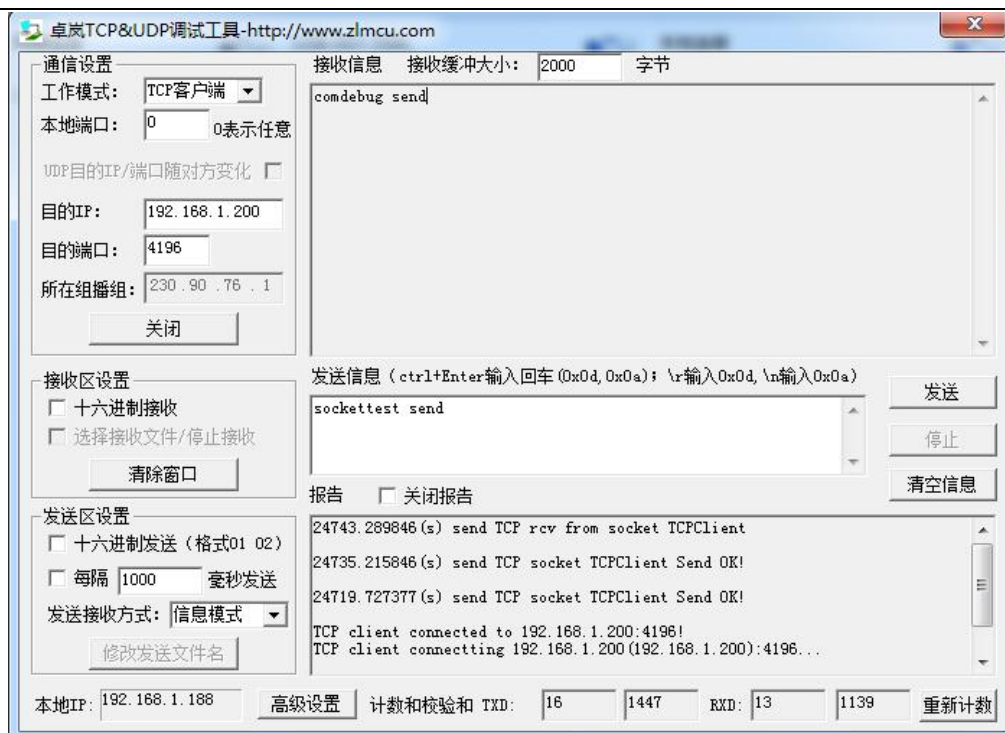 卓岚TCP&UDP调试工具-http://www.zlmcu.com
通信设置
工作模式： TCP客户端
本地端口： 0 0表示任意
UDP目的IP/端口随对方变化
目的IP： 192.168.1.200
目的端口： 4196
所在组播组： 230 .90 .76 . 1
关闭
接收区设置
十六进制接收
选择接收文件/停止接收
清除窗口
发送区设置
十六进制发送（格式01 02）
每隔 1000 毫秒发送
发送接收方式： 信息模式
修改发送文件名
接收信息 接收缓冲大小： 2000 字节
comdebug send
发送信息（ctrl+Enter输入回车(0x0d,0x0a)；\r输入0x0d,\n输入0x0a）
sockettest send
发送
停止
清空信息
报告 关闭报告
24743.289846(s) send TCP rcv from socket TCPClient
24735.215846(s) send TCP socket TCPClient Send OK!
24719.727377(s) send TCP socket TCPClient Send OK!
TCP client connected to 192.168.1.200:4196!
TCP client connectting 192.168.1.200(192.168.1.200):4196...
本地IP: 192.168.1.188 高级设置 计数和校验和 TXD: 16 1447 RXD: 13 1139 重新计数